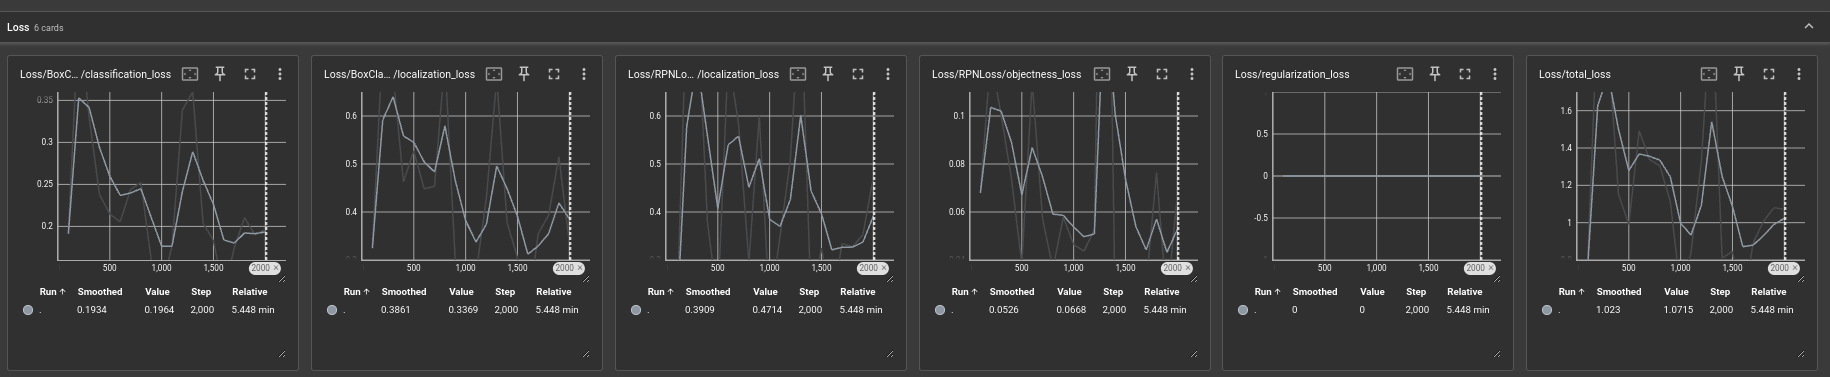 Loss 6 cards
Loss/BoxC... /classification_loss
0.35
0.3
0.25
0.2
500 1,000 1,500 2000 ×
Run ↑ Smoothed Value Step Relative
. 0.1934 0.1964 2,000 5.448 min
Loss/BoxCla... /localization_loss
0.6
0.5
0.4
500 1,000 1,500 2000 ×
Run ↑ Smoothed Value Step Relative
. 0.3861 0.3369 2,000 5.448 min
Loss/RPNLo... /localization_loss
0.6
0.5
0.4
500 1,000 1,500 2000 ×
Run ↑ Smoothed Value Step Relative
. 0.3909 0.4714 2,000 5.448 min
Loss/RPNLoss/objectness_loss
0.1
0.08
0.06
500 1,000 1,500 2000 ×
Run ↑ Smoothed Value Step Relative
. 0.0526 0.0668 2,000 5.448 min
Loss/regularization_loss
0.5
0
-0.5
500 1,000 1,500 2000 ×
Run ↑ Smoothed Value Step Relative
. 0 0 2,000 5.448 min
Loss/total_loss
1.6
1.4
1.2
1
500 1,000 1,500 2000 ×
Run ↑ Smoothed Value Step Relative
. 1.023 1.0715 2,000 5.448 min